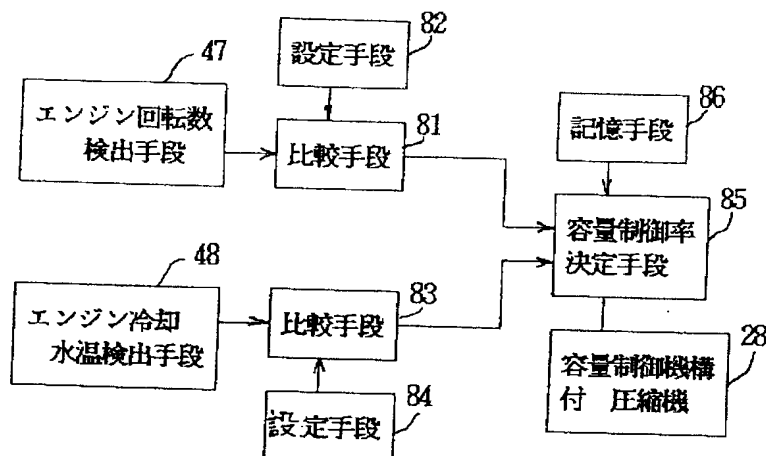 82
設定手段
47
エンジン回転数
検出手段
81
比較手段
86
記憶手段
85
容量制御率
決定手段
48
エンジン冷却
水温検出手段
83
比較手段
84
設定手段
28
容量制御機構
付 圧縮機